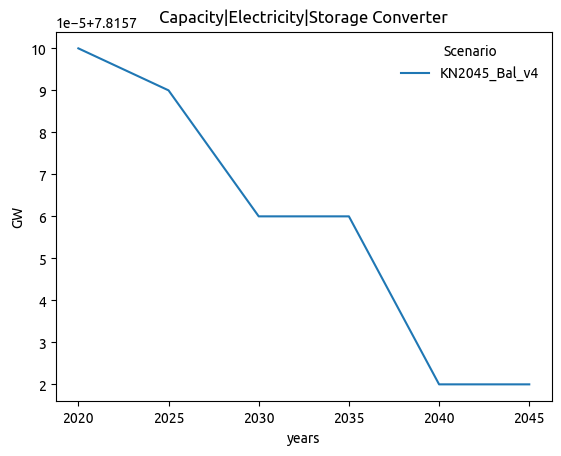 Capacity|Electricity|Storage Converter
1e−5+7.8157
Scenario
KN2045_Bal_v4
10
9
8
7
6
5
4
3
2
GW
2020 2025 2030 2035 2040 2045
years